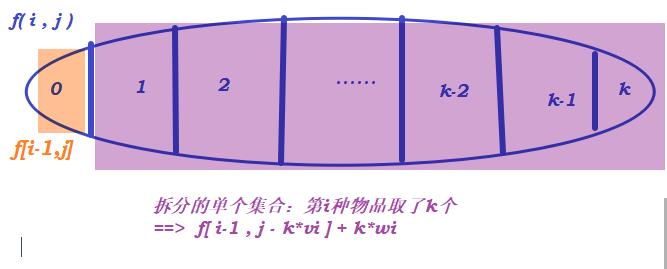 f(i,j)
0 1 2 ...... k-2 k-1 k
f[i-1,j]
拆分的单个集合：第i种物品取了k个
==> f[i-1,j-k*vi]+k*wi